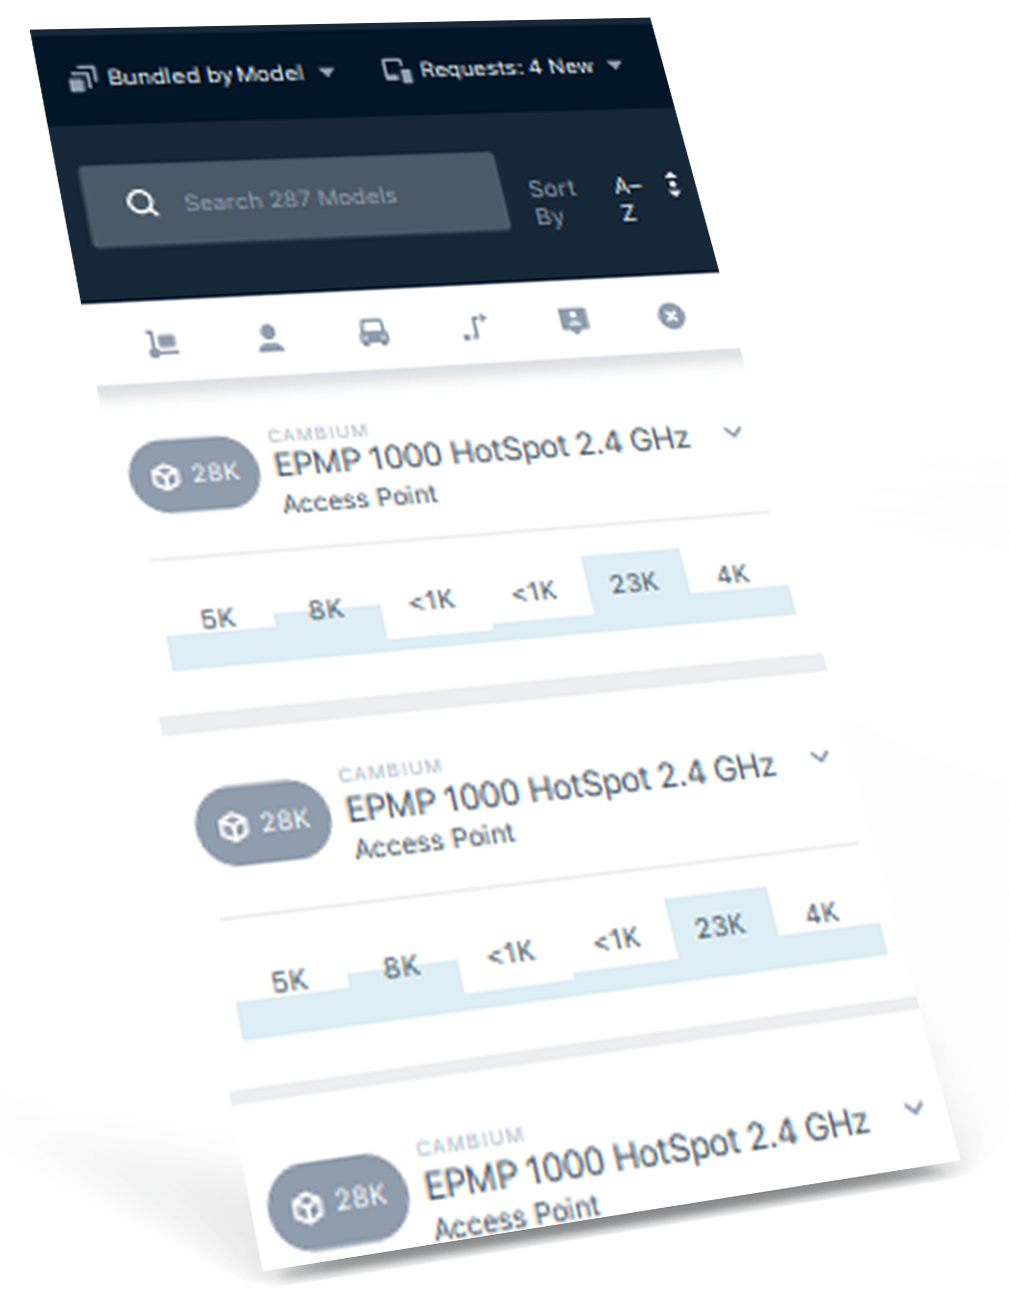 Bundled by Model
Requests: 4 New
Search 287 Models
Sort
By
A–
Z
CAMBIUM
28K
EPMP 1000 HotSpot 2.4 GHz
Access Point
5K 8K <1K <1K 23K 4K
CAMBIUM
28K
EPMP 1000 HotSpot 2.4 GHz
Access Point
5K 8K <1K <1K 23K 4K
CAMBIUM
28K
EPMP 1000 HotSpot 2.4 GHz
Access Point